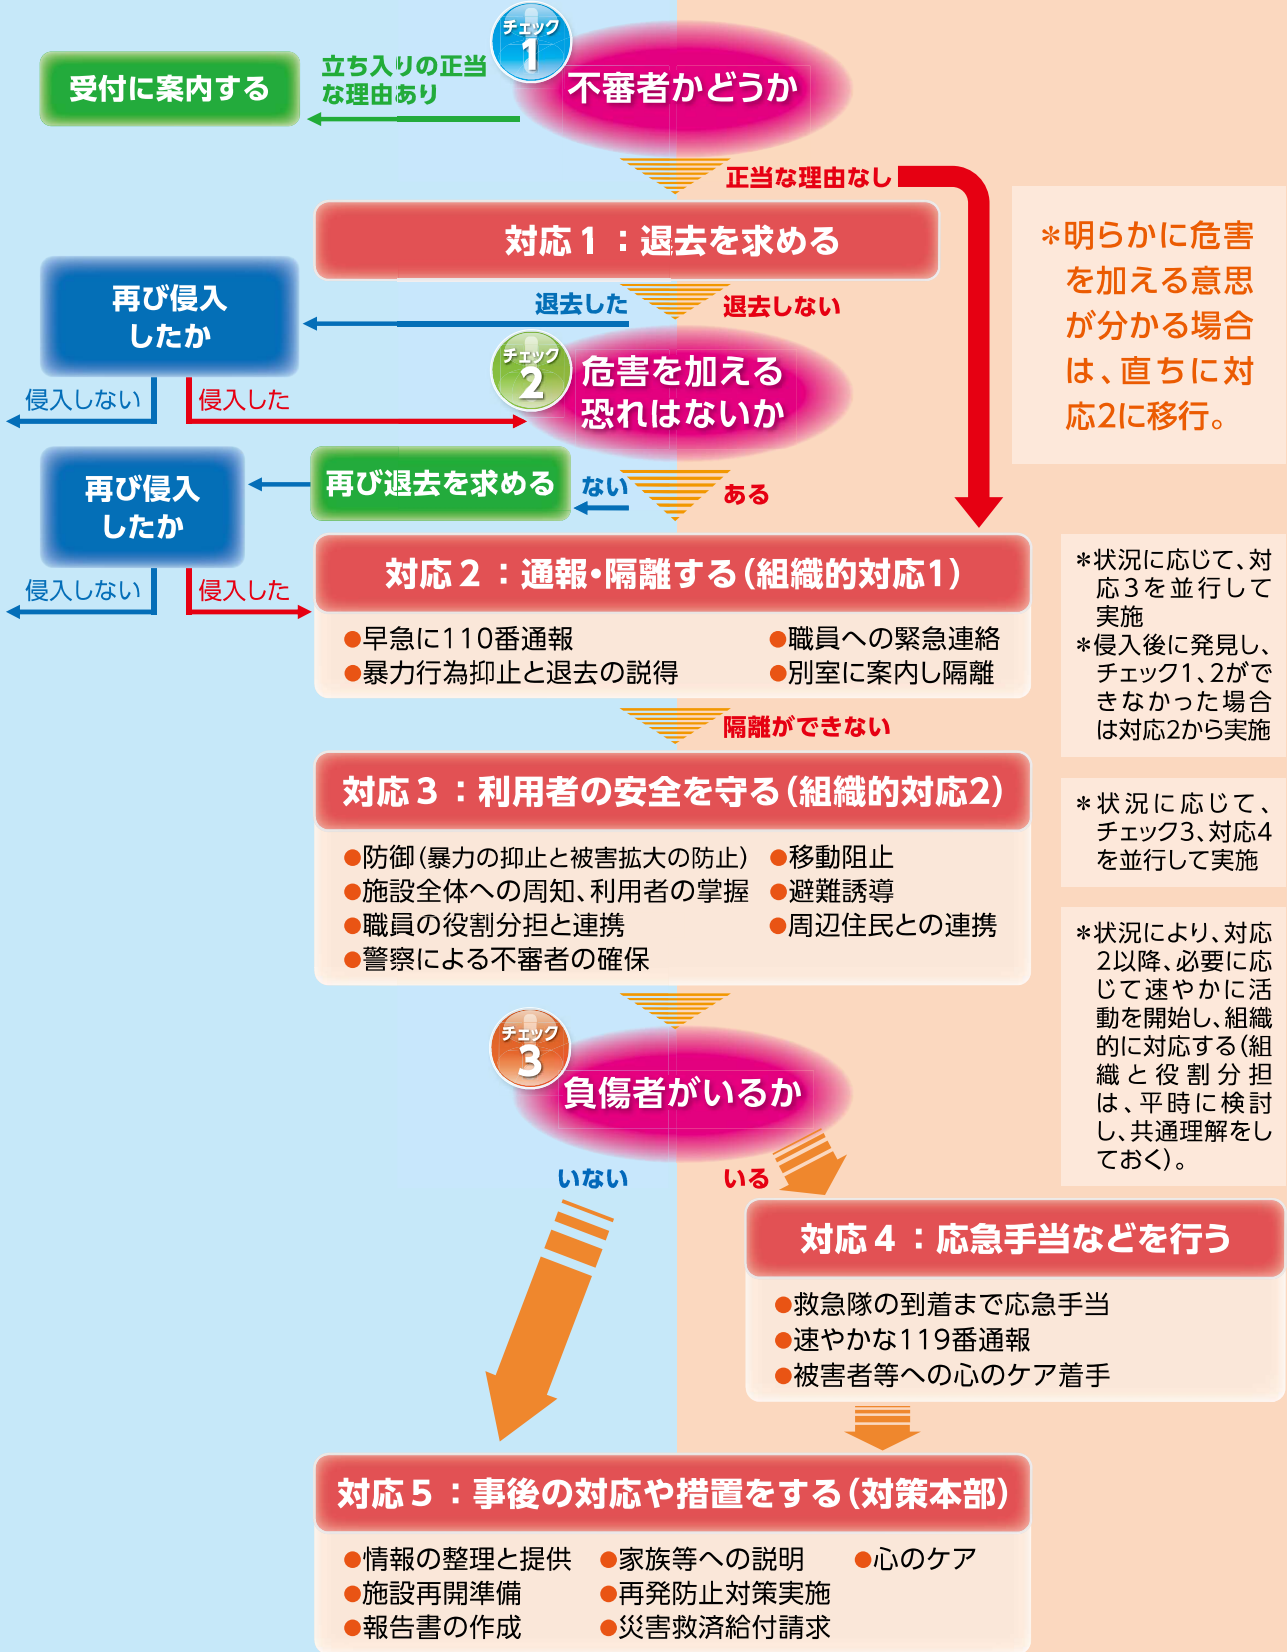 チェック
1
不審者かどうか
立ち入りの正当
な理由あり
受付に案内する
正当な理由なし
対応1：退去を求める
＊明らかに危害
を加える意思
が分かる場合
は、直ちに対
応2に移行。
退去した
退去しない
再び侵入
したか
侵入しない
侵入した
チェック
2
危害を加える
恐れはないか
ない
ある
再び退去を求める
再び侵入
したか
侵入しない
侵入した
対応2：通報・隔離する（組織的対応1）
●早急に110番通報
●職員への緊急連絡
●暴力行為抑止と退去の説得
●別室に案内し隔離
＊状況に応じて、対
応3を並行して
実施
＊侵入後に発見し、
チェック1、2がで
きなかった場合
は対応2から実施
隔離ができない
対応3：利用者の安全を守る（組織的対応2）
●防御（暴力の抑止と被害拡大の防止）
●移動阻止
●施設全体への周知、利用者の掌握
●避難誘導
●職員の役割分担と連携
●周辺住民との連携
●警察による不審者の確保
＊状況に応じて、
チェック3、対応4
を並行して実施
＊状況により、対応
2以降、必要に応
じて速やかに活
動を開始し、組織
的に対応する（組
織と役割分担
は、平時に検討
し、共通理解をし
ておく）。
チェック
3
負傷者がいるか
いない
いる
対応4：応急手当などを行う
●救急隊の到着まで応急手当
●速やかな119番通報
●被害者等への心のケア着手
対応5：事後の対応や措置をする（対策本部）
●情報の整理と提供
●家族等への説明
●心のケア
●施設再開準備
●再発防止対策実施
●報告書の作成
●災害救済給付請求